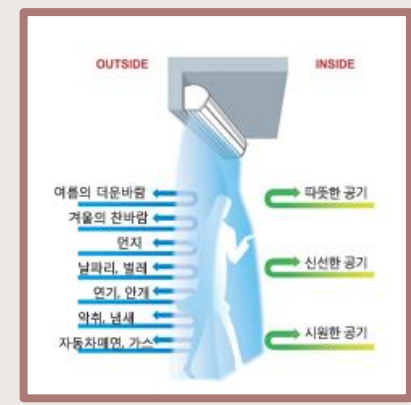 OUTSIDE
INSIDE
여름의 더운바람
겨울의 찬바람
먼지
날파리, 벌레
연기, 안개
악취, 냄새
자동차매연, 가스
따뜻한 공기
신선한 공기
시원한 공기